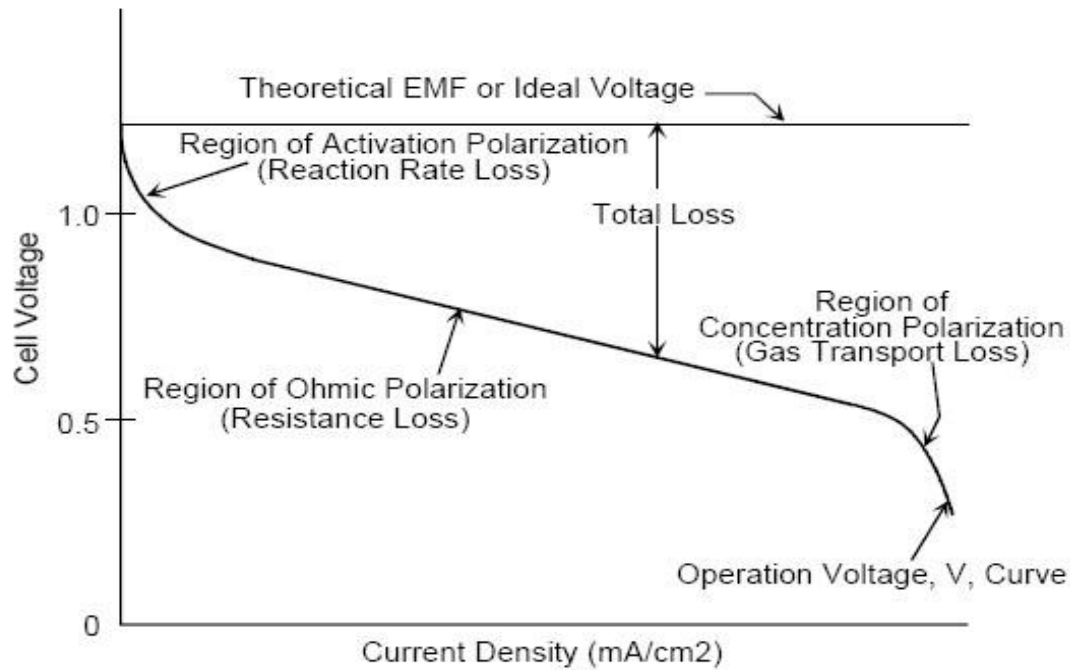 Theoretical EMF or Ideal Voltage
Region of Activation Polarization
(Reaction Rate Loss)
1.0
Total Loss
Cell Voltage
Region of
Concentration Polarization
(Gas Transport Loss)
Region of Ohmic Polarization
(Resistance Loss)
0.5
Operation Voltage, V, Curve
0
Current Density (mA/cm2)